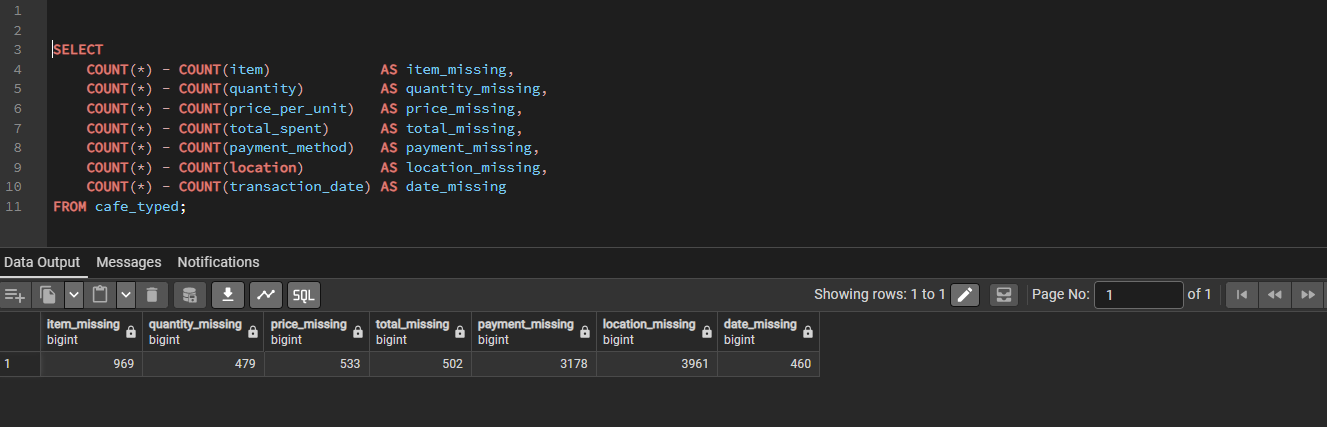 1
2
3 SELECT
4 COUNT(*) - COUNT(item) AS item_missing,
5 COUNT(*) - COUNT(quantity) AS quantity_missing,
6 COUNT(*) - COUNT(price_per_unit) AS price_missing,
7 COUNT(*) - COUNT(total_spent) AS total_missing,
8 COUNT(*) - COUNT(payment_method) AS payment_missing,
9 COUNT(*) - COUNT(location) AS location_missing,
10 COUNT(*) - COUNT(transaction_date) AS date_missing
11 FROM cafe_typed;
Data Output Messages Notifications
SQL Showing rows: 1 to 1 Page No: 1 of 1
item_missing quantity_missing price_missing total_missing payment_missing location_missing date_missing
bigint bigint bigint bigint bigint bigint bigint
1 969 479 533 502 3178 3961 460